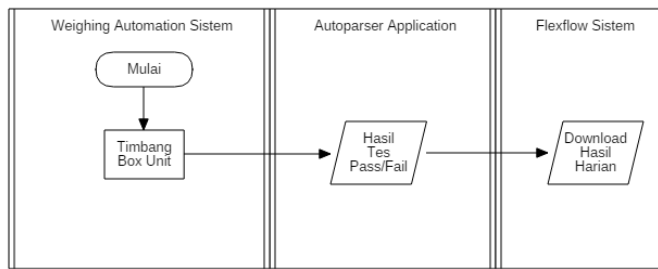 Weighing Automation Sistem
Autoparser Application
Flexflow Sistem
Mulai
Timbang
Box Unit
Hasil
Tes
Pass/Fail
Download
Hasil
Harian